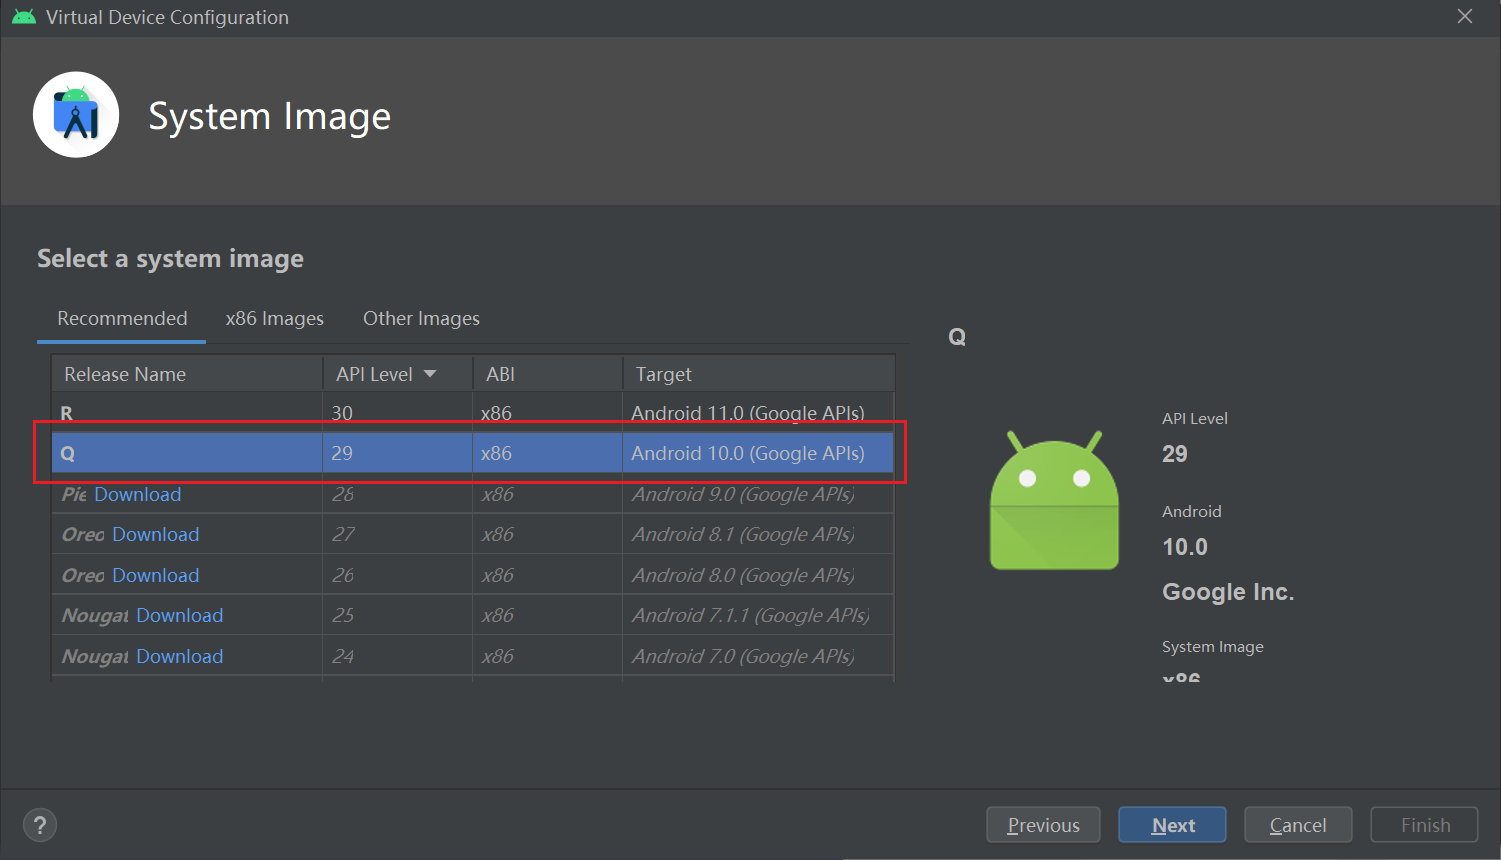 Virtual Device Configuration
System Image
Select a system image
Recommended x86 Images Other Images
Release Name API Level ABI Target
R 30 x86 Android 11.0 (Google APIs)
Q 29 x86 Android 10.0 (Google APIs)
Pie Download 28 x86 Android 9.0 (Google APIs)
Oreo Download 27 x86 Android 8.1 (Google APIs)
Oreo Download 26 x86 Android 8.0 (Google APIs)
Nougat Download 25 x86 Android 7.1.1 (Google APIs)
Nougat Download 24 x86 Android 7.0 (Google APIs)
Q
API Level
29
Android
10.0
Google Inc.
System Image
x86
? Previous Next Cancel Finish